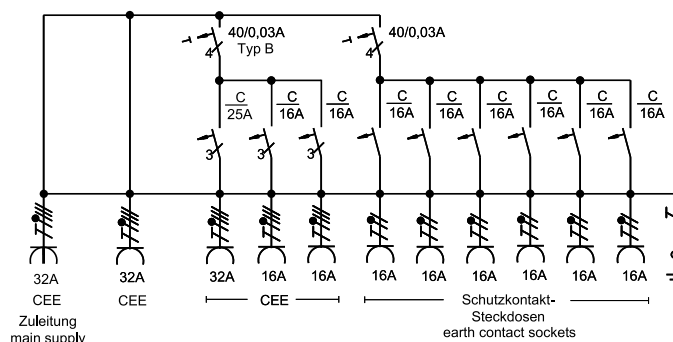 40/0,03A
Typ B
4
40/0,03A
4
C C C C C C C C C
25A 16A 16A 16A 16A 16A 16A 16A 16A
3 3 3
32A 32A 32A 16A 16A 16A 16A 16A 16A 16A 16A
CEE CEE CEE
Zuleitung
main supply
Schutzkontakt-
Steckdosen
earth contact sockets